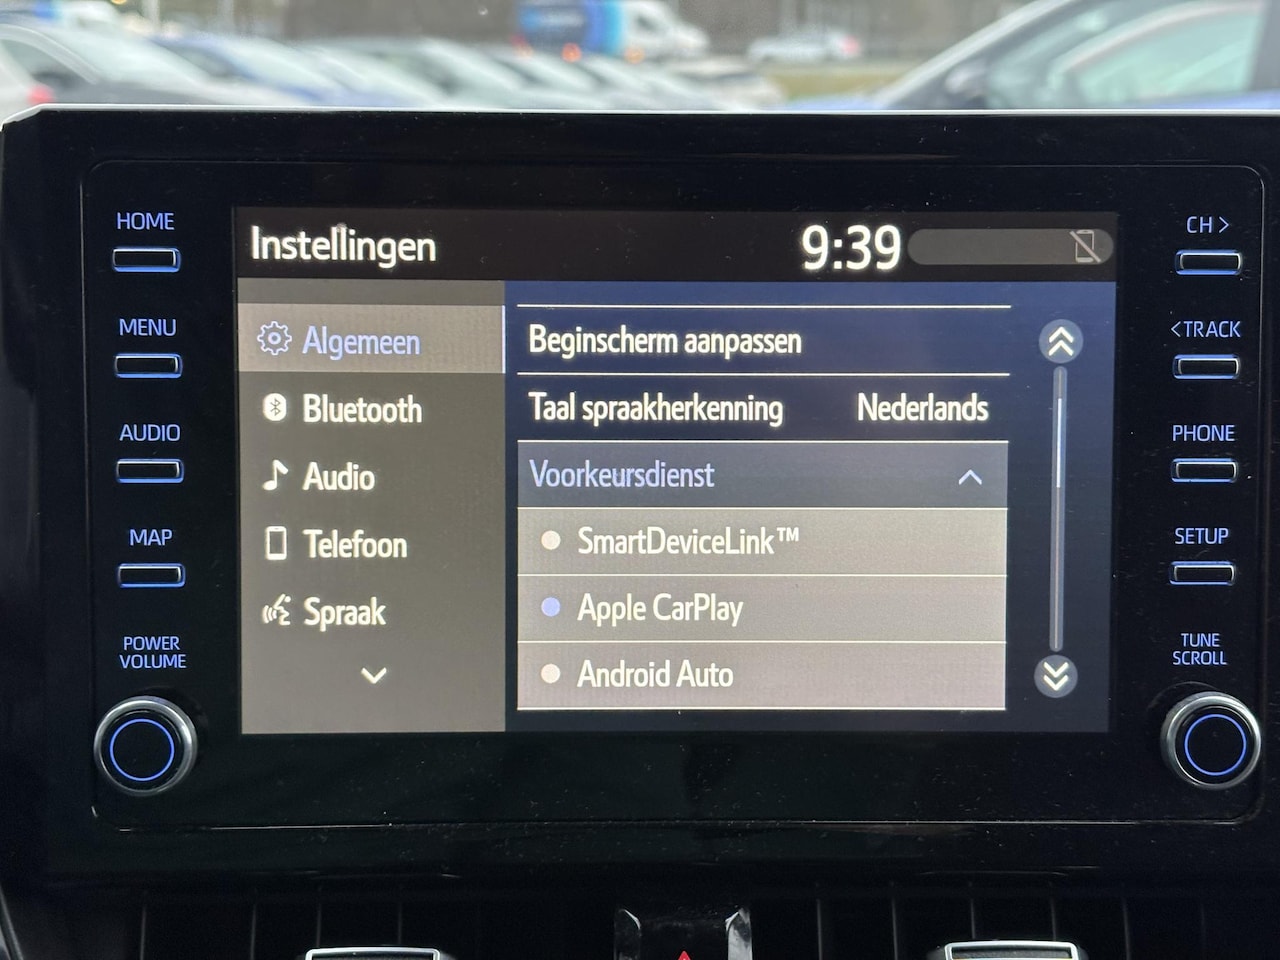 HOME
MENU
AUDIO
MAP
POWER
VOLUME
Instellingen
9:39
Algemeen
Bluetooth
Audio
Telefoon
Spraak
Beginscherm aanpassen
Taal spraakherkenning Nederlands
Voorkeursdienst
SmartDeviceLink™
Apple CarPlay
Android Auto
CH >
< TRACK
PHONE
SETUP
TUNE
SCROLL